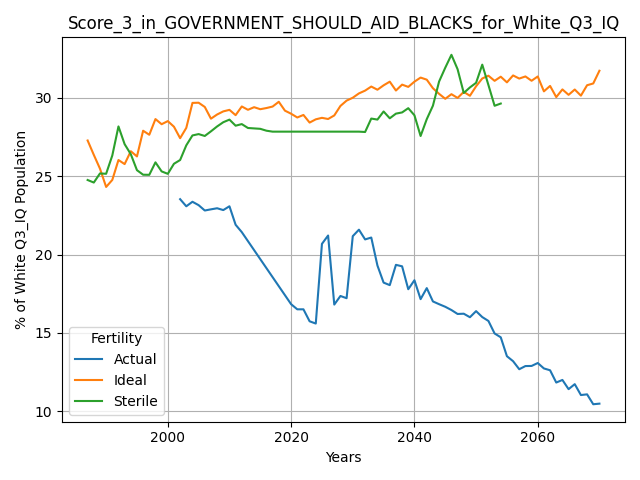 Score_3_in_GOVERNMENT_SHOULD_AID_BLACKS_for_White_Q3_IQ
% of White Q3_IQ Population
30
25
20
15
10
Fertility
Actual
Ideal
Sterile
2000
2020
2040
2060
Years